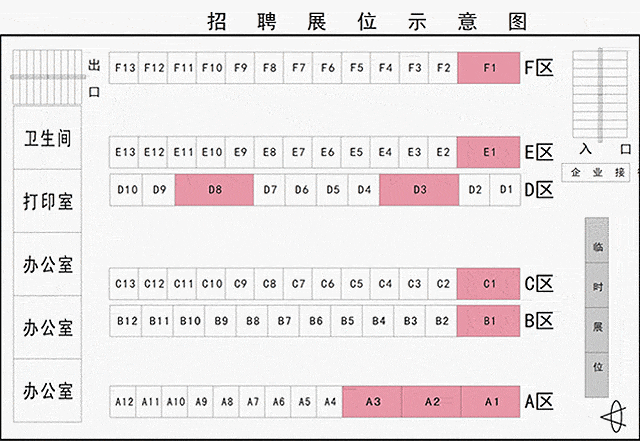 招聘展位示意图
出口
F13 F12 F11 F10 F9 F8 F7 F6 F5 F4 F3 F2 F1 F区
卫生间
E13 E12 E11 E10 E9 E8 E7 E6 E5 E4 E3 E2 E1 E区
入口
企业接
打印室
D10 D9 D8 D7 D6 D5 D4 D3 D2 D1 D区
办公室
C13 C12 C11 C10 C9 C8 C7 C6 C5 C4 C3 C2 C1 C区
临时展位
办公室
B12 B11 B10 B9 B8 B7 B6 B5 B4 B3 B2 B1 B区
办公室
A12 A11 A10 A9 A8 A7 A6 A5 A4 A3 A2 A1 A区